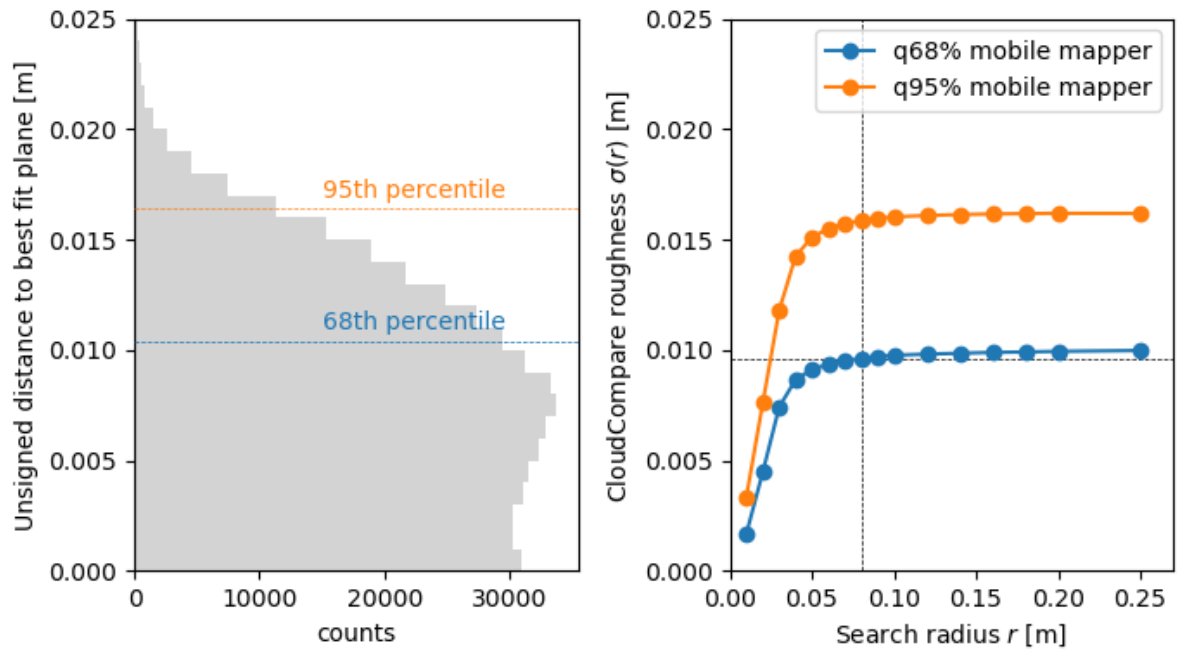 Unsigned distance to best fit plane [m]
0.025
0.020
0.015
0.010
0.005
0.000
95th percentile
68th percentile
0
10000
20000
30000
counts
CloudCompare roughness σ(r) [m]
0.025
0.020
0.015
0.010
0.005
0.000
q68% mobile mapper
q95% mobile mapper
0.00
0.05
0.10
0.15
0.20
0.25
Search radius r [m]